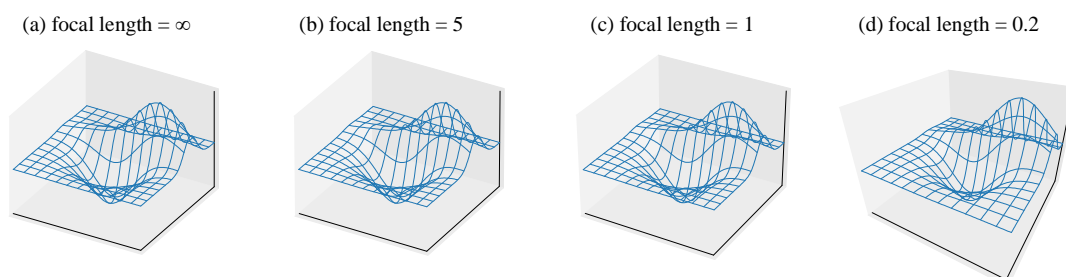 (a) focal length = ∞
(b) focal length = 5
(c) focal length = 1
(d) focal length = 0.2